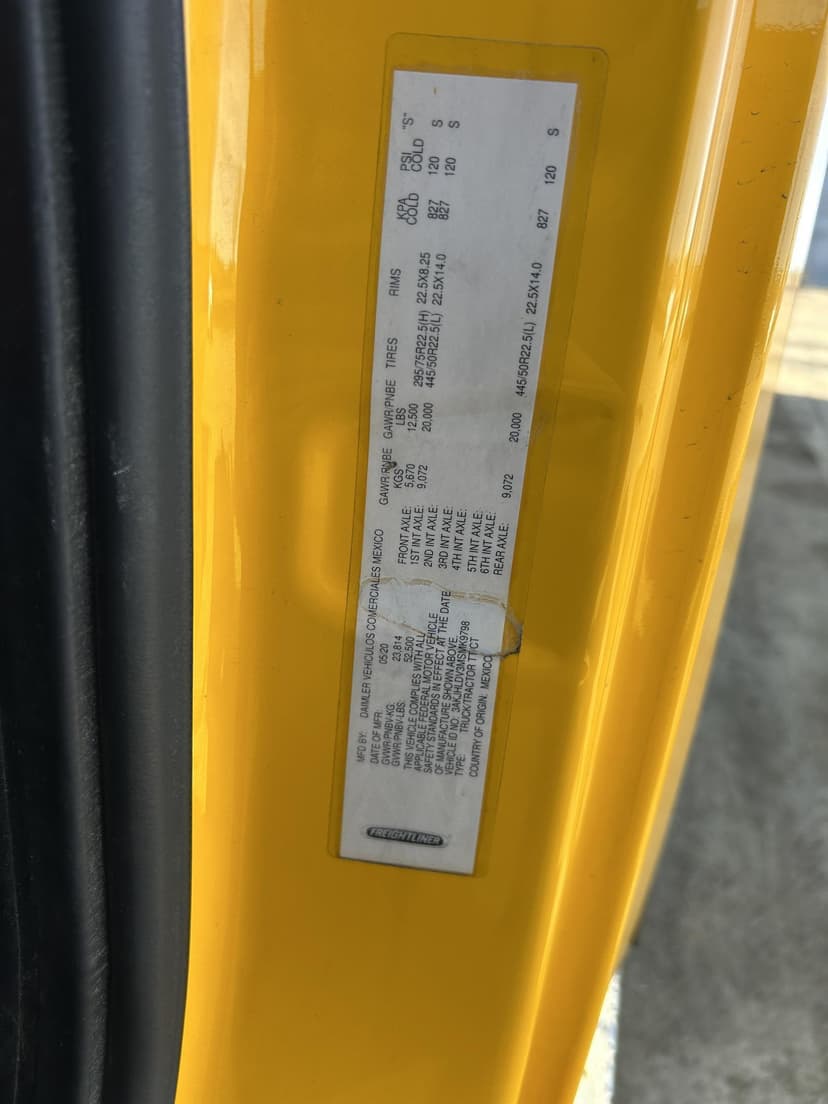 FREIGHTLINER
MFD BY: DAIMLER VEHICULOS COMERCIALES MEXICO
DATE OF MFR: 05/20
GVWR/PNBV-KG: 23,814
GVWR/PNBV-LBS: 52,500
THIS VEHICLE COMPLIES WITH ALL
APPLICABLE FEDERAL MOTOR VEHICLE
SAFETY STANDARDS IN EFFECT AT THE DATE
OF MANUFACTURE SHOWN ABOVE.
VEHICLE ID NO: 3AKJHLDV3MSMK9798
TYPE: TRUCK/TRACTOR
COUNTRY OF ORIGIN: MEXICO
GAWR/PNBE GAWR/PNBE TIRES RIMS KPA PSI "S"
KGS LBS COLD COLD
FRONT AXLE: 5,670 12,500 295/75R22.5(H) 22.5X8.25 827 120 S
1ST INT AXLE: 9,072 20,000 445/50R22.5(L) 22.5X14.0 827 120 S
2ND INT AXLE:
3RD INT AXLE:
4TH INT AXLE:
5TH INT AXLE:
6TH INT AXLE:
REAR AXLE: 9,072 20,000 445/50R22.5(L) 22.5X14.0 827 120 S